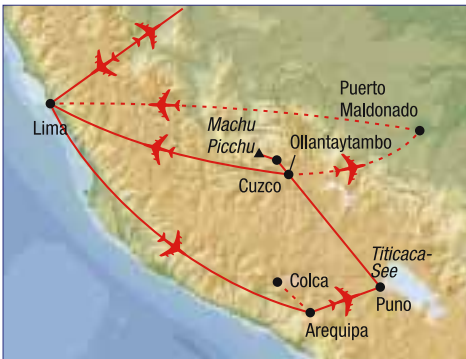 Puerto
Maldonado
Lima
Machu
Picchu
Ollantaytambo
Cuzco
Titicaca-
See
Colca
Puno
Arequipa